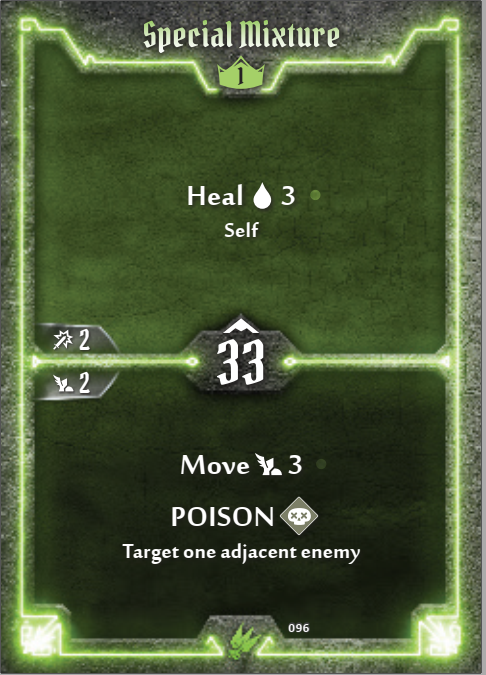 Special Mixture
1
Heal 3
Self
2
33
2
Move 3
POISON
Target one adjacent enemy
096